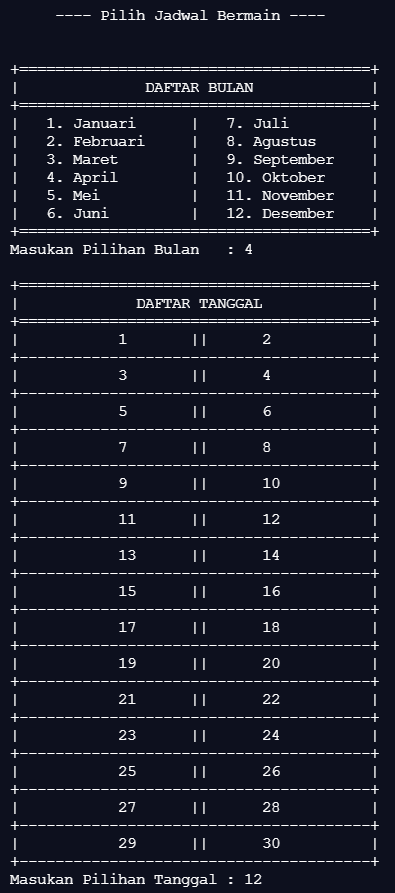 ---- Pilih Jadwal Bermain ----
+=======================================+
|              DAFTAR BULAN             |
+=======================================+
|   1. Januari      |   7. Juli         |
|   2. Februari     |   8. Agustus      |
|   3. Maret        |   9. September    |
|   4. April        |   10. Oktober     |
|   5. Mei          |   11. November    |
|   6. Juni         |   12. Desember    |
+=======================================+
Masukan Pilihan Bulan   : 4
+=======================================+
|             DAFTAR TANGGAL            |
+=======================================+
|           1       ||      2           |
+---------------------------------------+
|           3       ||      4           |
+---------------------------------------+
|           5       ||      6           |
+---------------------------------------+
|           7       ||      8           |
+---------------------------------------+
|           9       ||      10          |
+---------------------------------------+
|           11      ||      12          |
+---------------------------------------+
|           13      ||      14          |
+---------------------------------------+
|           15      ||      16          |
+---------------------------------------+
|           17      ||      18          |
+---------------------------------------+
|           19      ||      20          |
+---------------------------------------+
|           21      ||      22          |
+---------------------------------------+
|           23      ||      24          |
+---------------------------------------+
|           25      ||      26          |
+---------------------------------------+
|           27      ||      28          |
+---------------------------------------+
|           29      ||      30          |
+---------------------------------------+
Masukan Pilihan Tanggal : 12